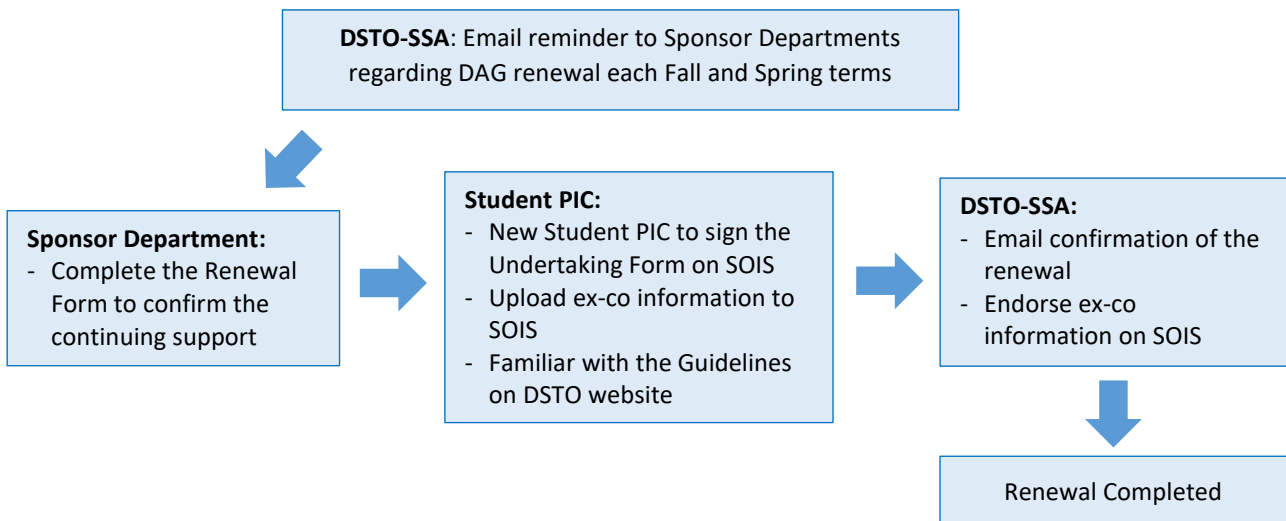 DSTO-SSA: Email reminder to Sponsor Departments
regarding DAG renewal each Fall and Spring terms
Sponsor Department:
- Complete the Renewal
Form to confirm the
continuing support
Student PIC:
- New Student PIC to sign the
Undertaking Form on SOIS
- Upload ex-co information to
SOIS
- Familiar with the Guidelines
on DSTO website
DSTO-SSA:
- Email confirmation of the
renewal
- Endorse ex-co
information on SOIS
Renewal Completed